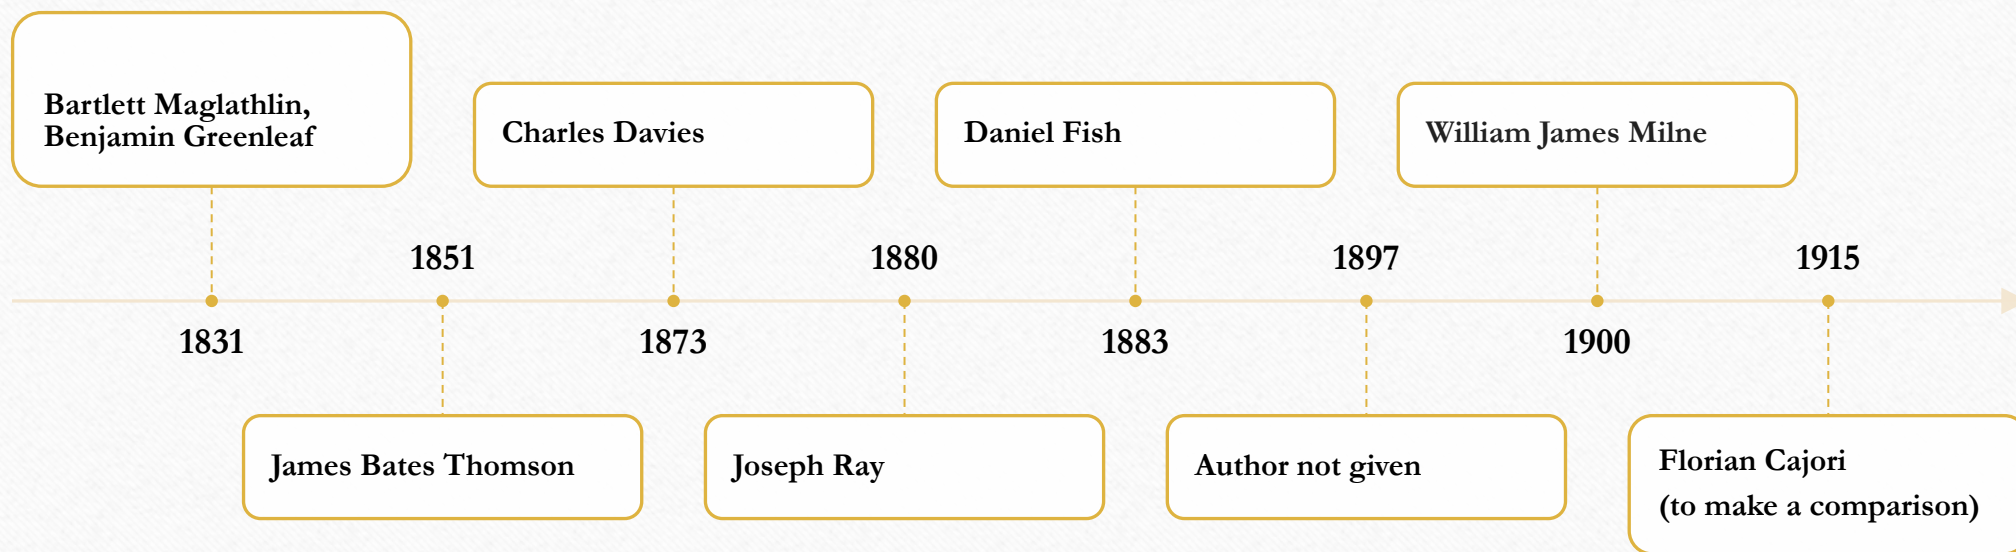 Bartlett Maglathlin,
Benjamin Greenleaf
Charles Davies
Daniel Fish
William James Milne
1851
1880
1897
1915
1831
1873
1883
1900
James Bates Thomson
Joseph Ray
Author not given
Florian Cajori
(to make a comparison)